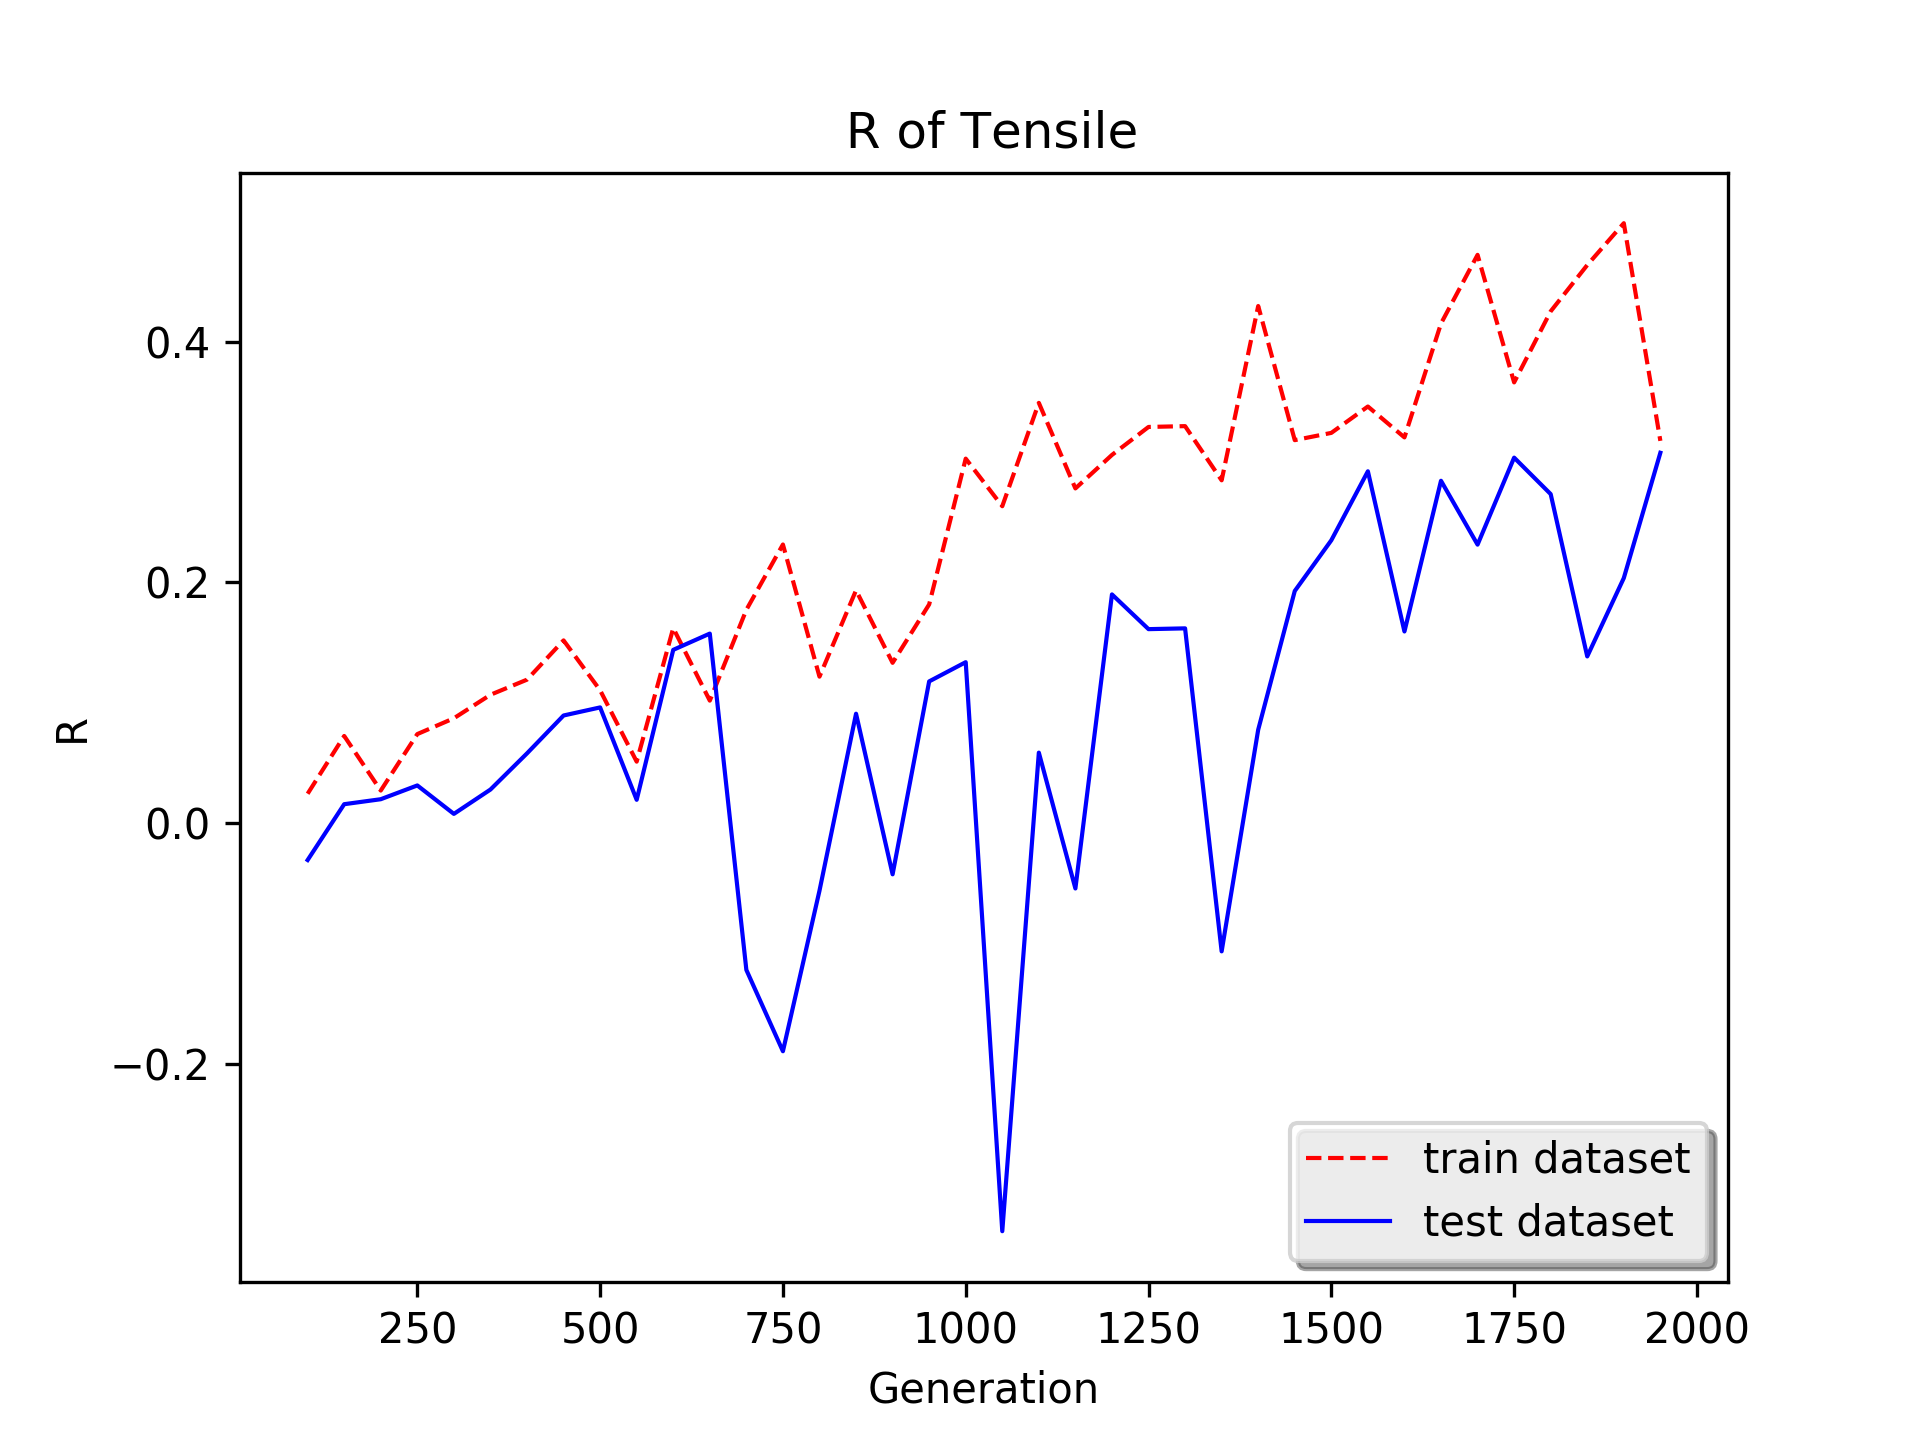 R of Tensile
R
0.4
0.2
0.0
−0.2
250 500 750 1000 1250 1500 1750 2000
Generation
train dataset
test dataset